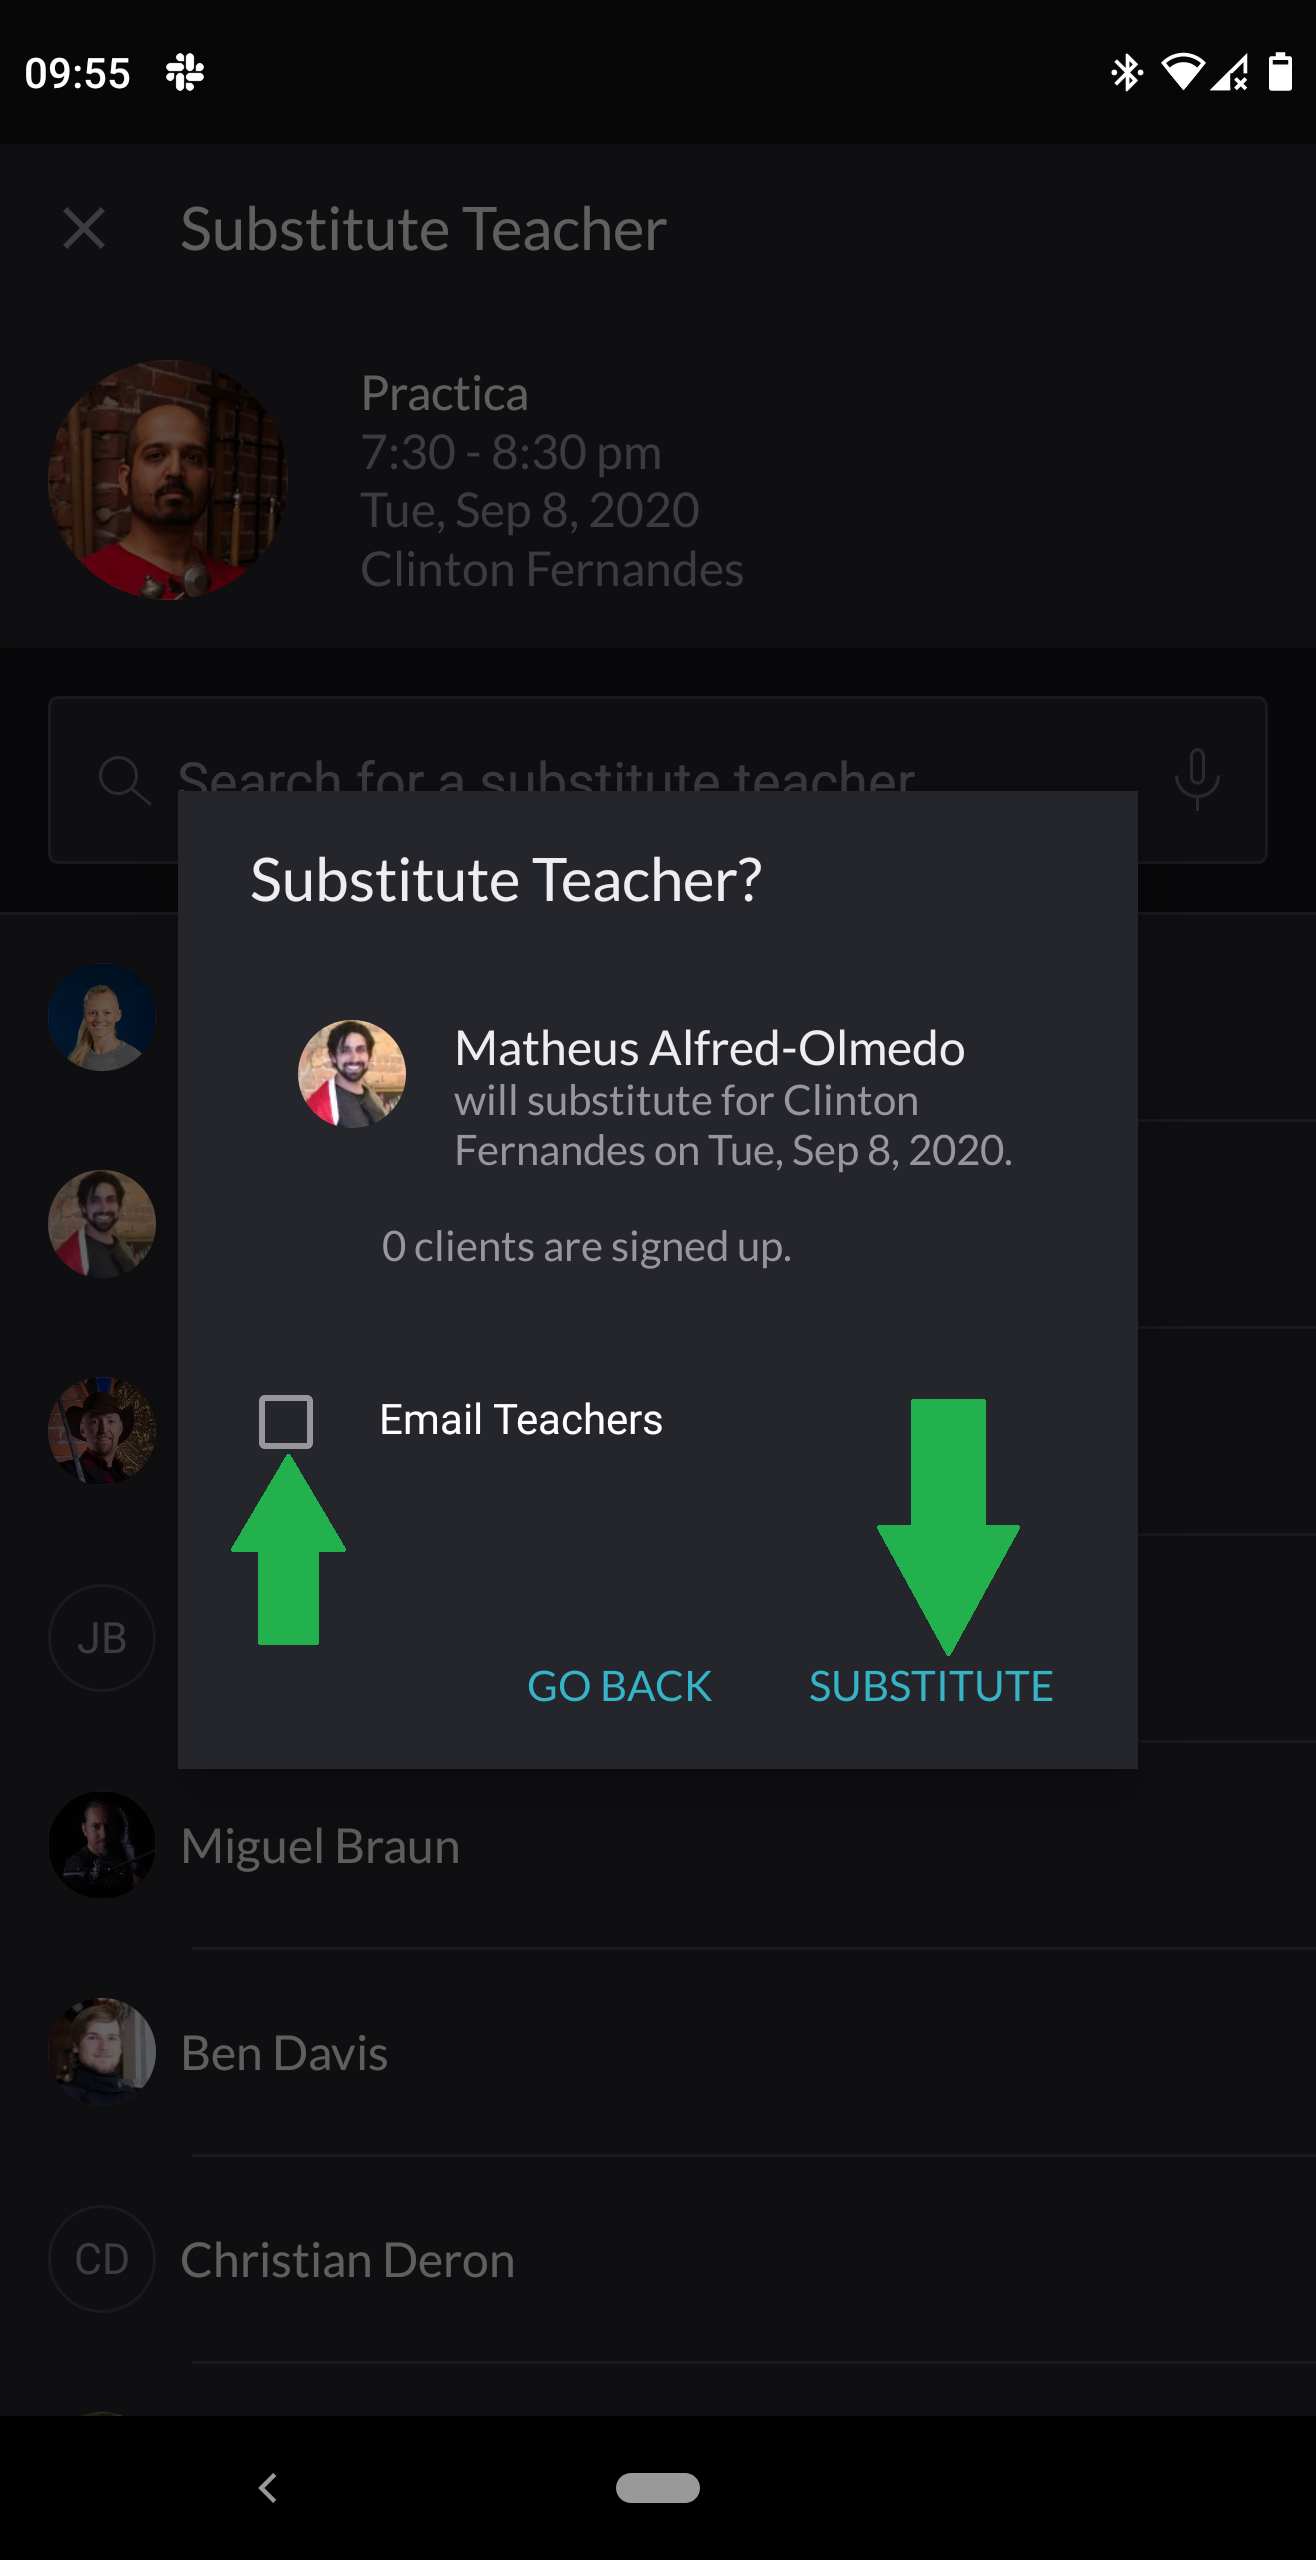 09:55
Substitute Teacher
Practica
7:30 - 8:30 pm
Tue, Sep 8, 2020
Clinton Fernandes
Search for a substitute teacher
Substitute Teacher?
Matheus Alfred-Olmedo
will substitute for Clinton
Fernandes on Tue, Sep 8, 2020.
0 clients are signed up.
Email Teachers
JB
GO BACK
SUBSTITUTE
Miguel Braun
Ben Davis
CD
Christian Deron